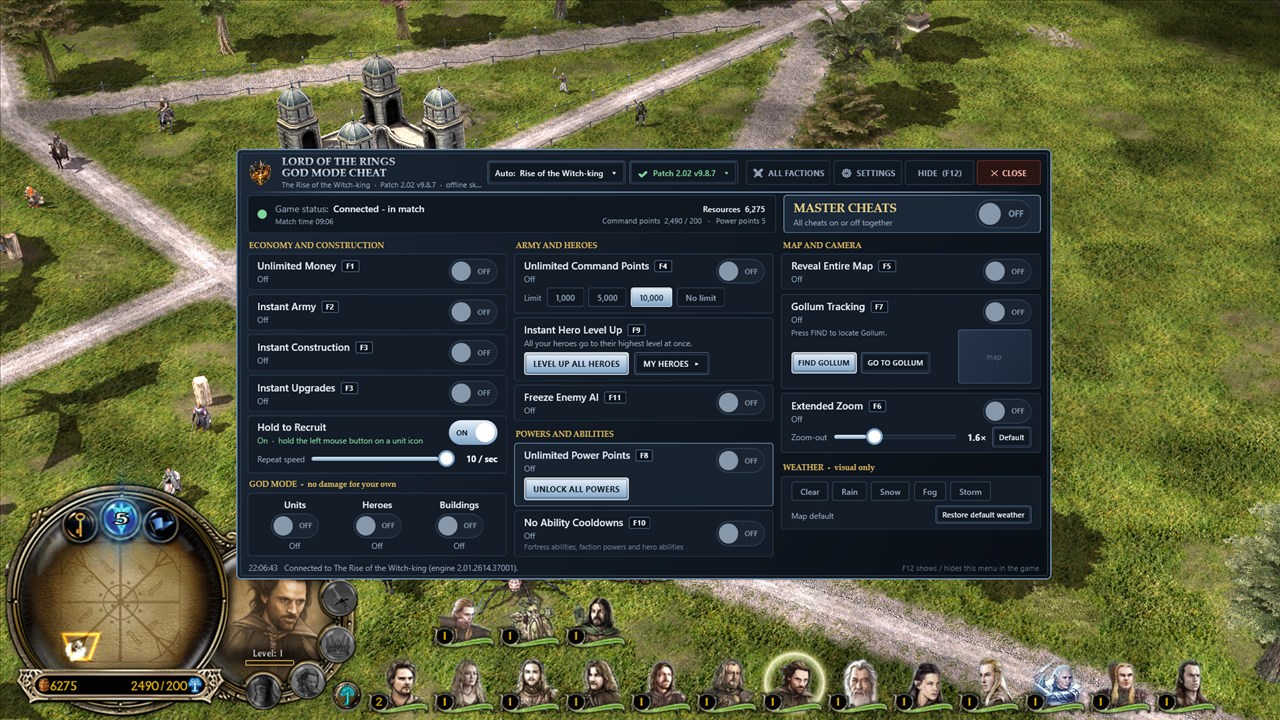 LORD OF THE RINGS
GOD MODE CHEAT
The Rise of the Witch-king · Patch 2.02 v9.8.7 · offline sk...
Auto: Rise of the Witch-king
Patch 2.02 v9.8.7
ALL FACTIONS
SETTINGS
HIDE (F12)
CLOSE
Game status: Connected - in match
Match time 09:06
Resources 6,275
Command points 2,490 / 200 · Power points 5
MASTER CHEATS
All cheats on or off together
OFF
ECONOMY AND CONSTRUCTION
Unlimited Money F1
Off
OFF
Instant Army F2
Off
OFF
Instant Construction F3
Off
OFF
Instant Upgrades F3
Off
OFF
Hold to Recruit
On · hold the left mouse button on a unit icon
ON
Repeat speed 10 / sec
GOD MODE - no damage for your own
Units Heroes Buildings
OFF OFF OFF
Off Off Off
ARMY AND HEROES
Unlimited Command Points F4
Off
OFF
Limit 1,000 5,000 10,000 No limit
Instant Hero Level Up F9
All your heroes go to their highest level at once.
LEVEL UP ALL HEROES MY HEROES
Freeze Enemy AI F11
Off
OFF
POWERS AND ABILITIES
Unlimited Power Points F8
Off
OFF
UNLOCK ALL POWERS
No Ability Cooldowns F10
Off
OFF
Fortress abilities, faction powers and hero abilities
MAP AND CAMERA
Reveal Entire Map F5
Off
OFF
Gollum Tracking F7
Off
OFF
Press FIND to locate Gollum.
FIND GOLLUM GO TO GOLLUM
map
Extended Zoom F6
Off
OFF
Zoom-out 1.6× Default
WEATHER - visual only
Clear Rain Snow Fog Storm
Map default Restore default weather
22:06:43 Connected to The Rise of the Witch-king (engine 2.01.2614.37001).
F12 shows / hides this menu in the game
5
Level: 1
6275 2490/200
I I I
2 I I I I I I I I I I I I